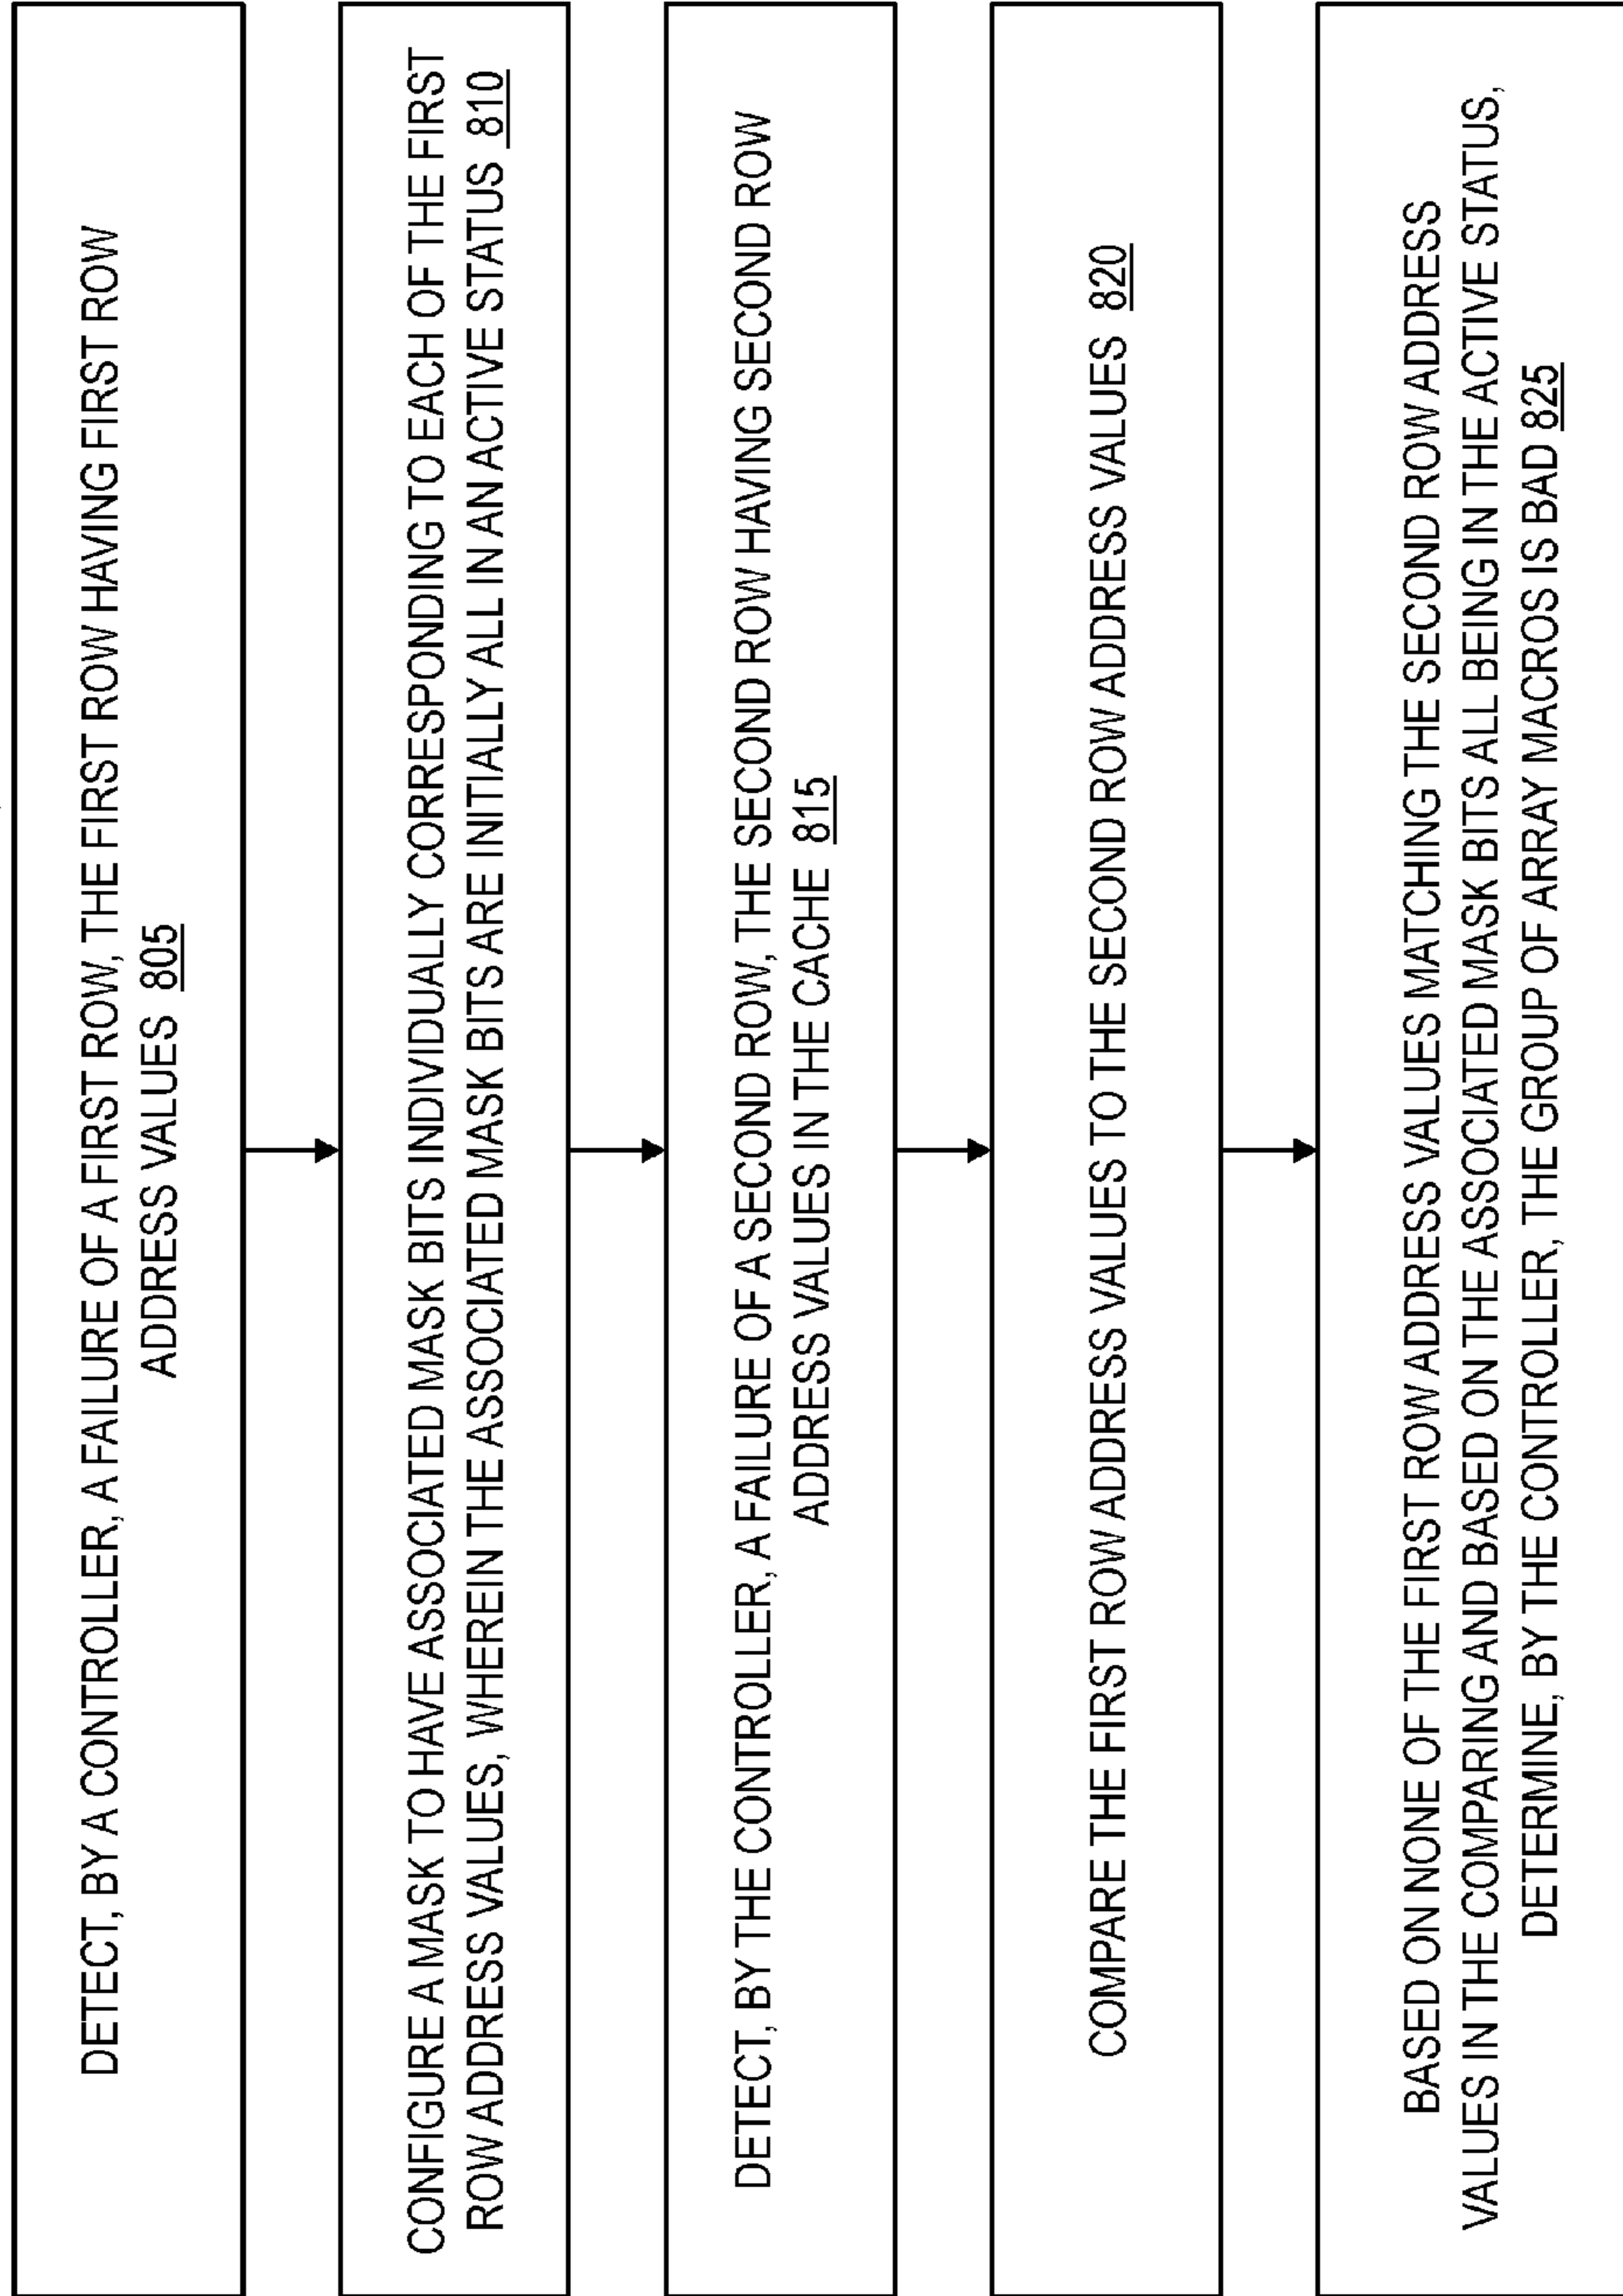 DETECT, BY A CONTROLLER, A FAILURE OF A FIRST ROW, THE FIRST ROW HAVING FIRST ROW
ADDRESS VALUES 805
CONFIGURE A MASK TO HAVE ASSOCIATED MASK BITS INDIVIDUALLY CORRESPONDING TO EACH OF THE FIRST
ROW ADDRESS VALUES, WHEREIN THE ASSOCIATED MASK BITS ARE INITIALLY ALL IN AN ACTIVE STATUS 810
DETECT, BY THE CONTROLLER, A FAILURE OF A SECOND ROW, THE SECOND ROW HAVING SECOND ROW
ADDRESS VALUES IN THE CACHE 815
COMPARE THE FIRST ROW ADDRESS VALUES TO THE SECOND ROW ADDRESS VALUES 820
BASED ON NONE OF THE FIRST ROW ADDRESS VALUES MATCHING THE SECOND ROW ADDRESS
VALUES IN THE COMPARING AND BASED ON THE ASSOCIATED MASK BITS ALL BEING IN THE ACTIVE STATUS,
DETERMINE, BY THE CONTROLLER, THE GROUP OF ARRAY MACROS IS BAD 825